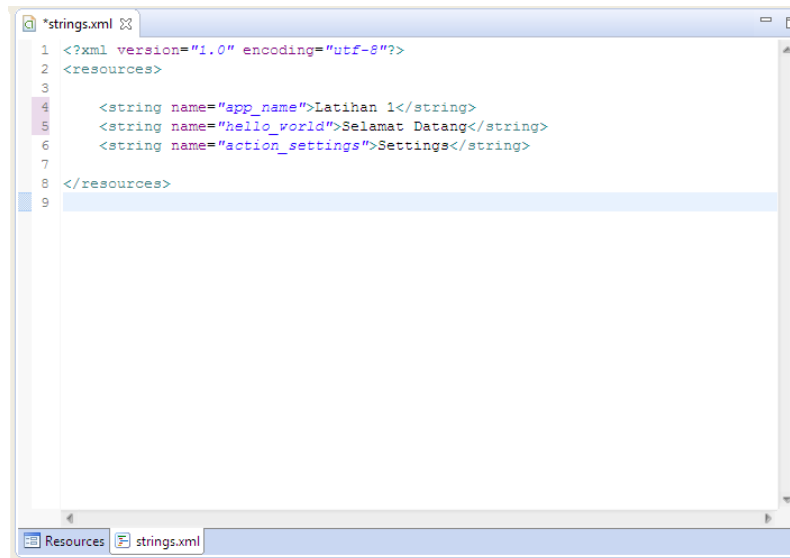 *strings.xml
1 <?xml version="1.0" encoding="utf-8"?>
2 <resources>
3
4 <string name="app_name">Latihan 1</string>
5 <string name="hello_world">Selamat Datang</string>
6 <string name="action_settings">Settings</string>
7
8 </resources>
9
Resources strings.xml